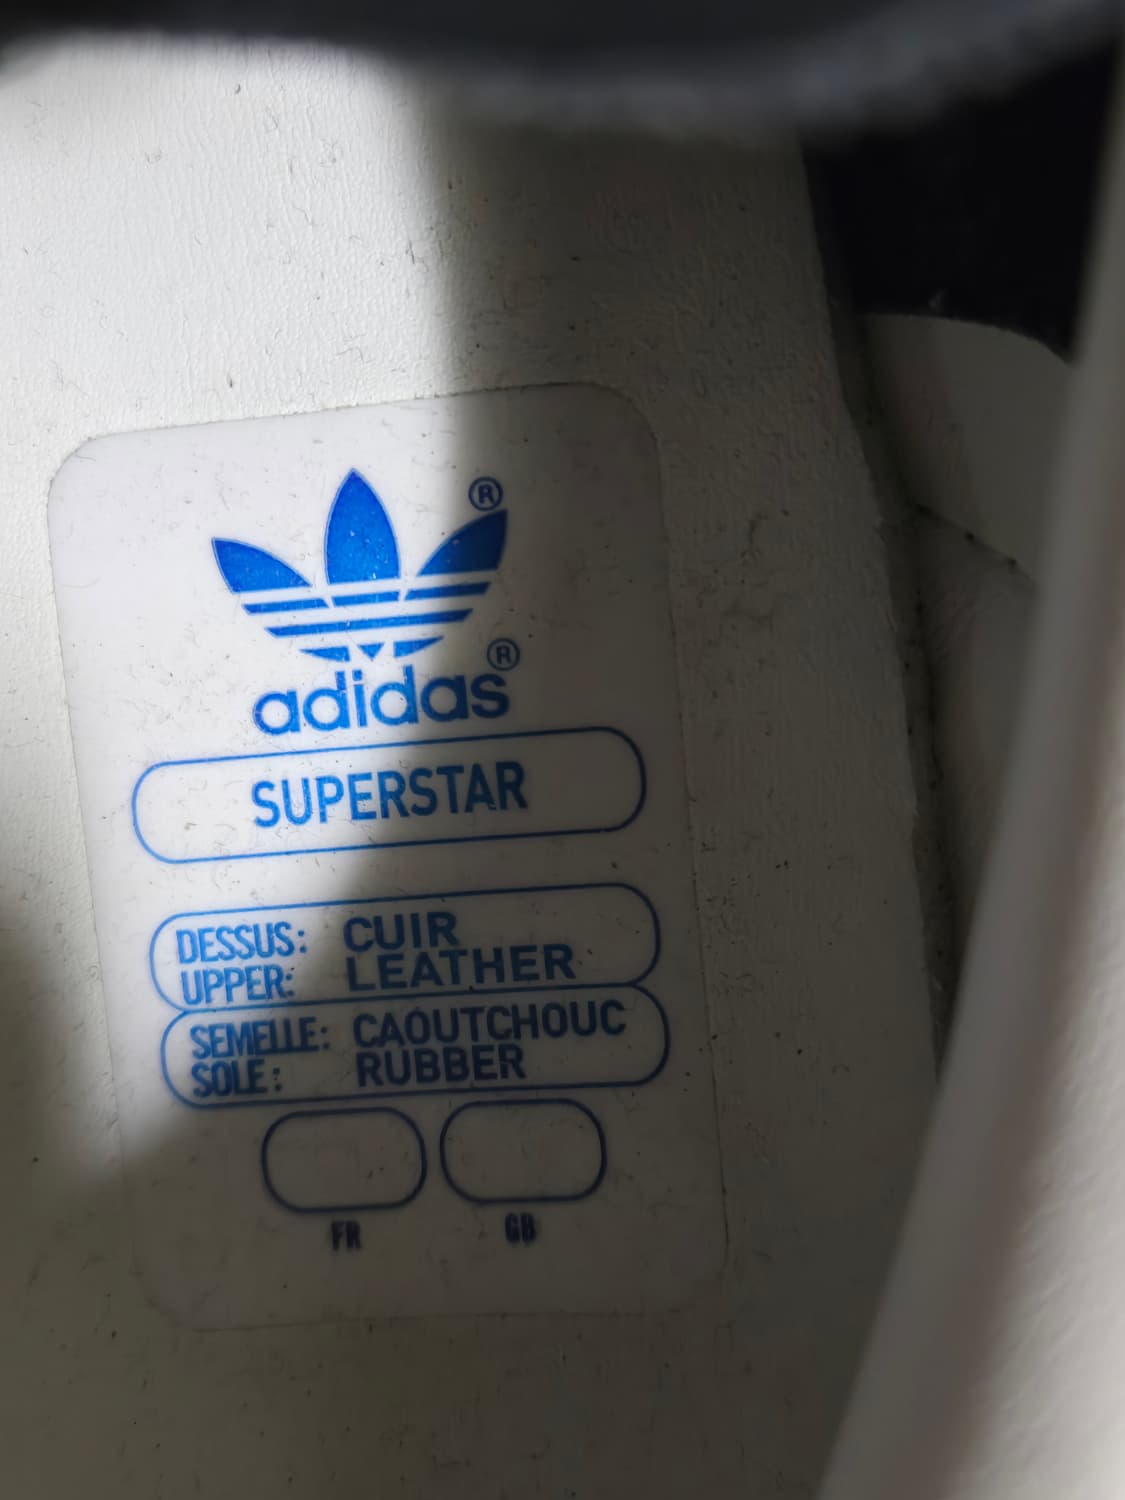 ®
®
adidas
SUPERSTAR
DESSUS: CUIR
UPPER: LEATHER
SEMELLE: CAOUTCHOUC
SOLE: RUBBER
FR GB